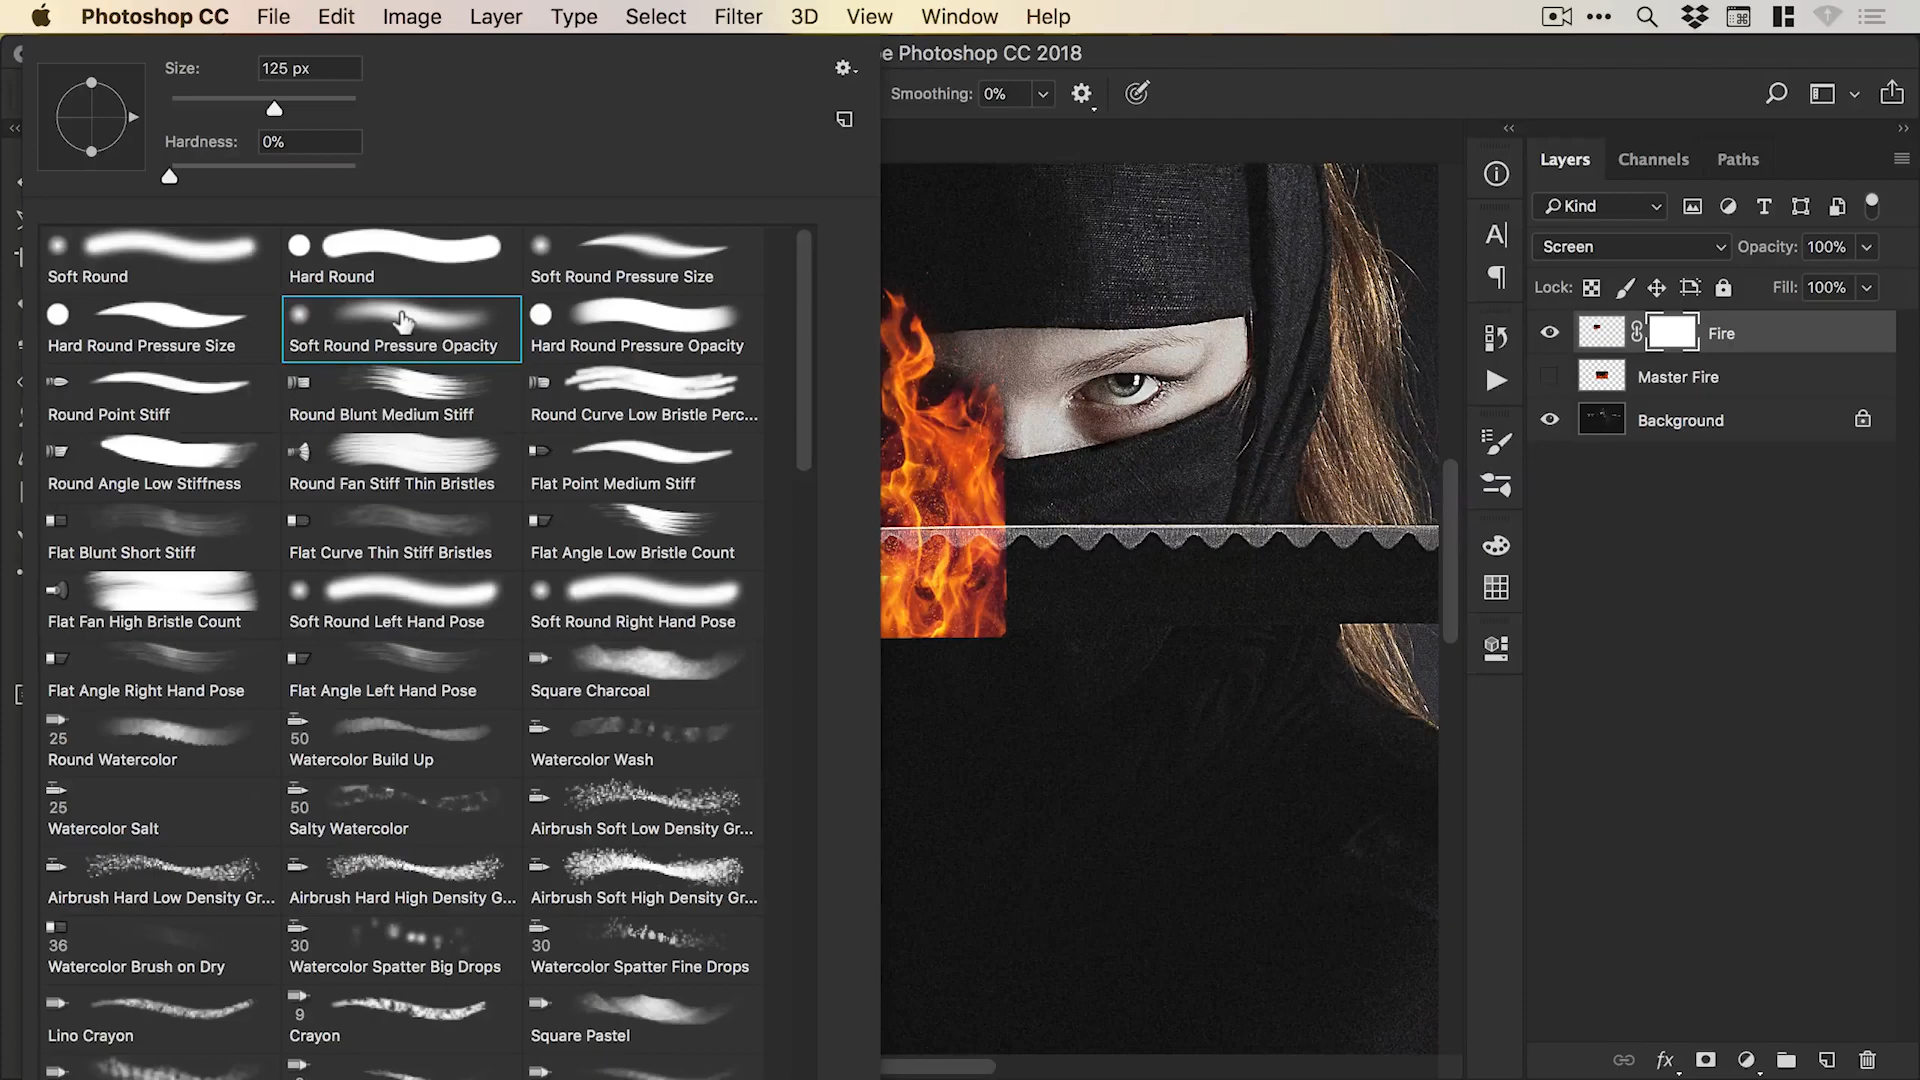 Photoshop CC File Edit Image Layer Type Select Filter 3D View Window Help
Photoshop CC 2018
Size: 125 px
Smoothing: 0%
Hardness: 0%
Layers Channels Paths
Kind
Screen Opacity: 100%
Lock: Fill: 100%
Fire
Master Fire
Background
Soft Round Hard Round Soft Round Pressure Size
Hard Round Pressure Size Soft Round Pressure Opacity Hard Round Pressure Opacity
Round Point Stiff Round Blunt Medium Stiff Round Curve Low Bristle Perc...
Round Angle Low Stiffness Round Fan Stiff Thin Bristles Flat Point Medium Stiff
Flat Blunt Short Stiff Flat Curve Thin Stiff Bristles Flat Angle Low Bristle Count
Flat Fan High Bristle Count Soft Round Left Hand Pose Soft Round Right Hand Pose
Flat Angle Right Hand Pose Flat Angle Left Hand Pose Square Charcoal
25 50
Round Watercolor Watercolor Build Up Watercolor Wash
25 50
Watercolor Salt Salty Watercolor Airbrush Soft Low Density Gr...
Airbrush Hard Low Density Gr... Airbrush Hard High Density G... Airbrush Soft High Density Gr...
36 30 30
Watercolor Brush on Dry Watercolor Spatter Big Drops Watercolor Spatter Fine Drops
9
Lino Crayon Crayon Square Pastel